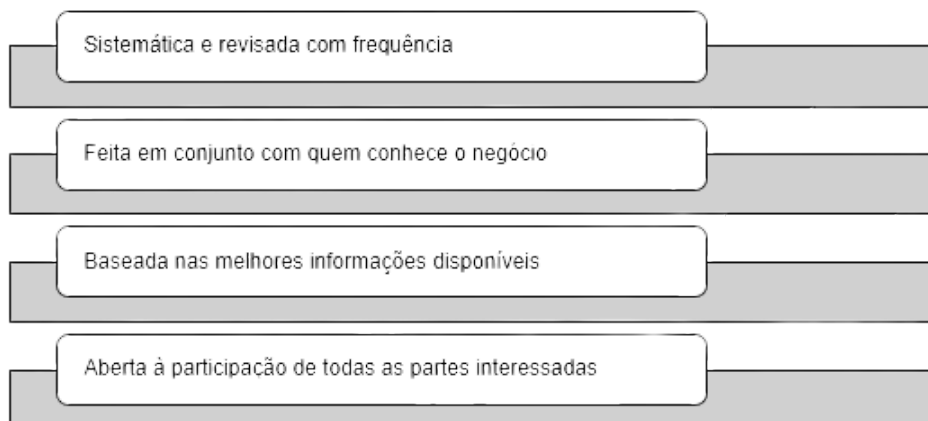 Sistemática e revisada com frequência
Feita em conjunto com quem conhece o negócio
Baseada nas melhores informações disponíveis
Aberta à participação de todas as partes interessadas